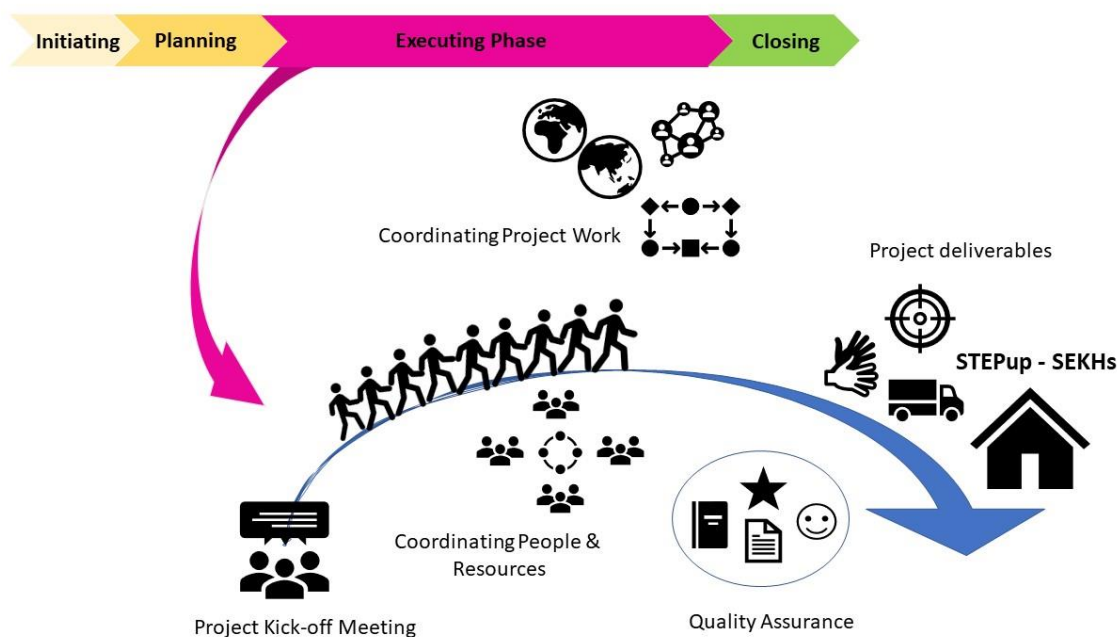 Initiating
Planning
Executing Phase
Closing
Coordinating Project Work
Project deliverables
STEPup - SEKHs
Coordinating People &
Resources
Project Kick-off Meeting
Quality Assurance